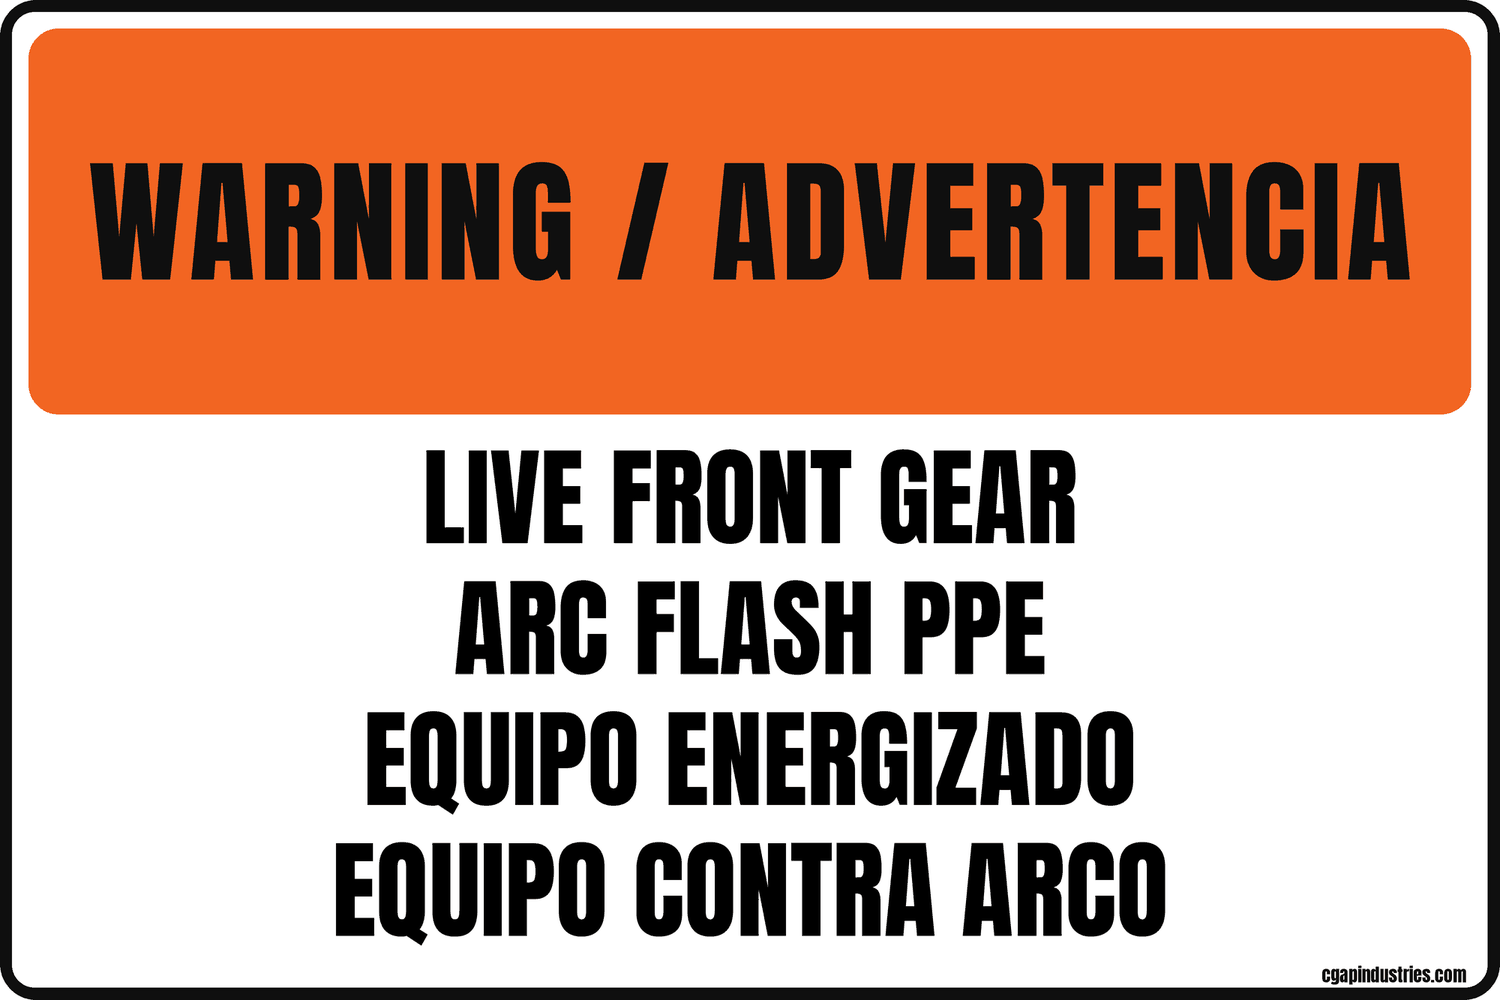 WARNING / ADVERTENCIA
LIVE FRONT GEAR
ARC FLASH PPE
EQUIPO ENERGIZADO
EQUIPO CONTRA ARCO
cgapindustries.com